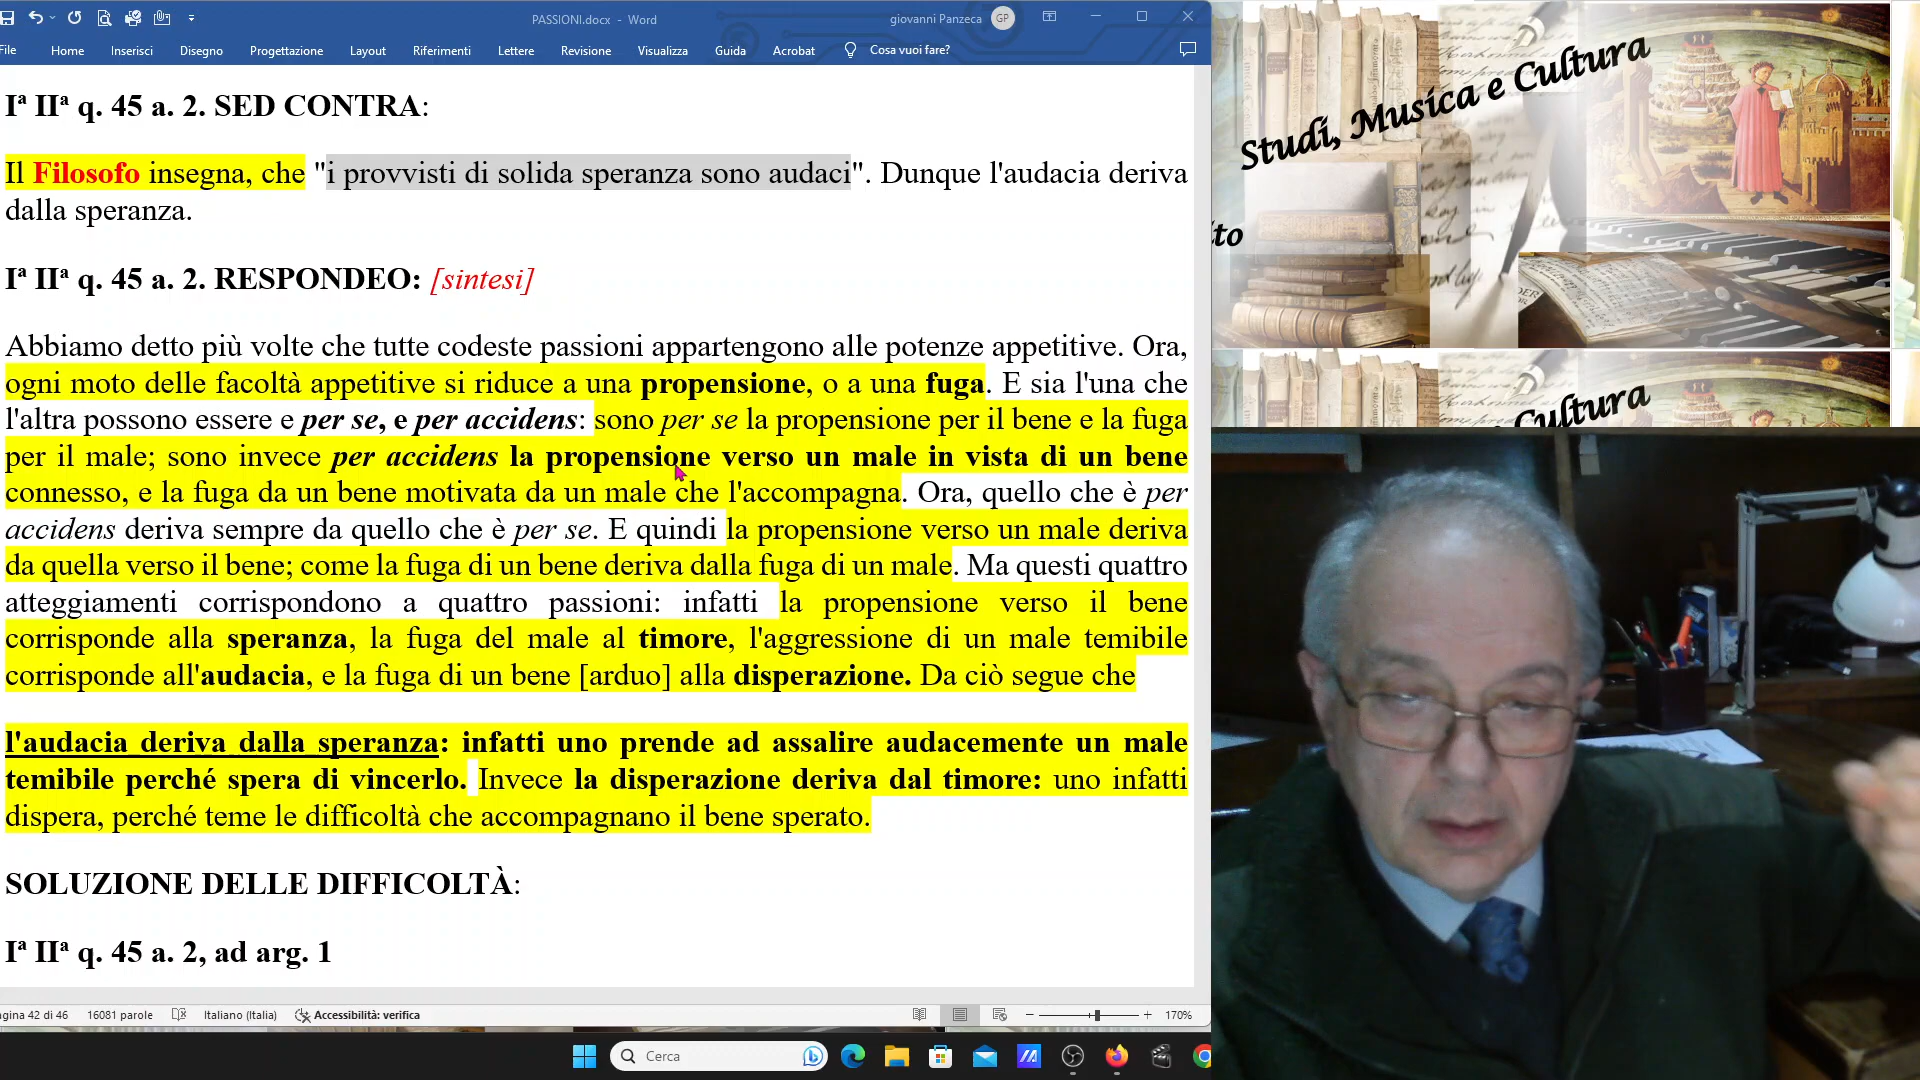 PASSIONI.docx - Word
giovanni Panzeca
GP
File Home Inserisci Disegno Progettazione Layout Riferimenti Lettere Revisione Visualizza Guida Acrobat Cosa vuoi fare?
Iª IIª q. 45 a. 2. SED CONTRA:
Il Filosofo insegna, che "i provvisti di solida speranza sono audaci". Dunque l'audacia deriva
dalla speranza.
Iª IIª q. 45 a. 2. RESPONDEO: [sintesi]
Abbiamo detto più volte che tutte codeste passioni appartengono alle potenze appetitive. Ora,
ogni moto delle facoltà appetitive si riduce a una propensione, o a una fuga. E sia l'una che
l'altra possono essere e per se, e per accidens: sono per se la propensione per il bene e la fuga
per il male; sono invece per accidens la propensione verso un male in vista di un bene
connesso, e la fuga da un bene motivata da un male che l'accompagna. Ora, quello che è per
accidens deriva sempre da quello che è per se. E quindi la propensione verso un male deriva
da quella verso il bene; come la fuga di un bene deriva dalla fuga di un male. Ma questi quattro
atteggiamenti corrispondono a quattro passioni: infatti la propensione verso il bene
corrisponde alla speranza, la fuga del male al timore, l'aggressione di un male temibile
corrisponde all'audacia, e la fuga di un bene [arduo] alla disperazione. Da ciò segue che
l'audacia deriva dalla speranza: infatti uno prende ad assalire audacemente un male
temibile perché spera di vincerlo. Invece la disperazione deriva dal timore: uno infatti
dispera, perché teme le difficoltà che accompagnano il bene sperato.
SOLUZIONE DELLE DIFFICOLTÀ:
Iª IIª q. 45 a. 2, ad arg. 1
agina 42 di 46 16081 parole Italiano (Italia) Accessibilità: verifica 170%
Cerca
Studi, Musica e Cultura
ito
Cultura